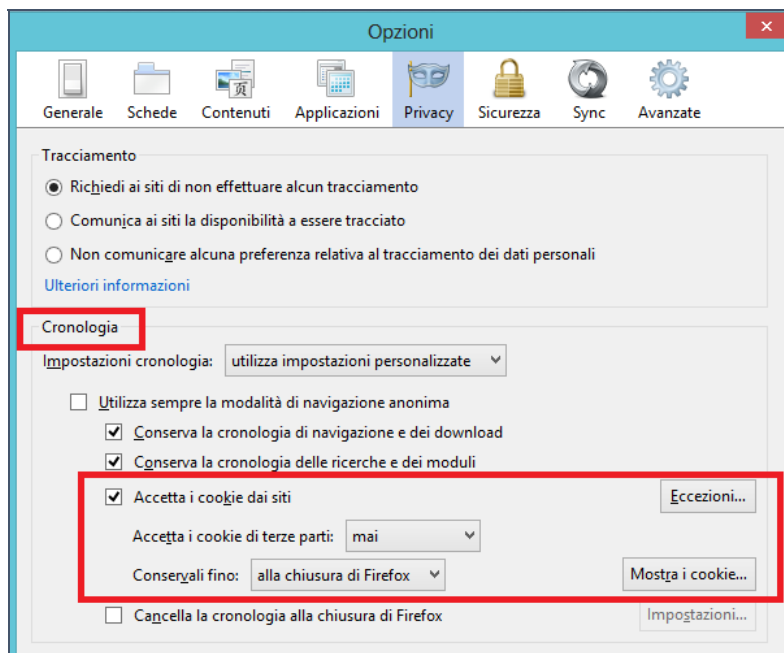 Opzioni
Generale Schede Contenuti Applicazioni Privacy Sicurezza Sync Avanzate
Tracciamento
Richiedi ai siti di non effettuare alcun tracciamento
Comunica ai siti la disponibilità a essere tracciato
Non comunicare alcuna preferenza relativa al tracciamento dei dati personali
Ulteriori informazioni
Cronologia
Impostazioni cronologia: utilizza impostazioni personalizzate
Utilizza sempre la modalità di navigazione anonima
Conserva la cronologia di navigazione e dei download
Conserva la cronologia delle ricerche e dei moduli
Accetta i cookie dai siti Eccezioni...
Accetta i cookie di terze parti: mai
Conservali fino: alla chiusura di Firefox Mostra i cookie...
Cancella la cronologia alla chiusura di Firefox Impostazioni...